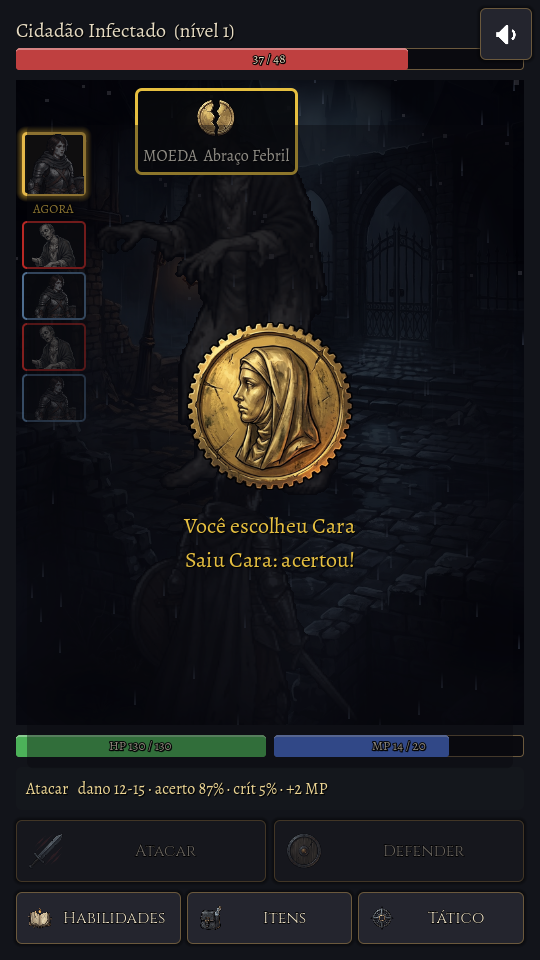 Cidadão Infectado (nível 1)
37 / 48
MOEDA Abraço Febril
AGORA
Você escolheu Cara
Saiu Cara: acertou!
HP 130 / 130
MP 14 / 20
Atacar dano 12-15 · acerto 87% · crít 5% · +2 MP
Atacar
Defender
Habilidades
Itens
Tático